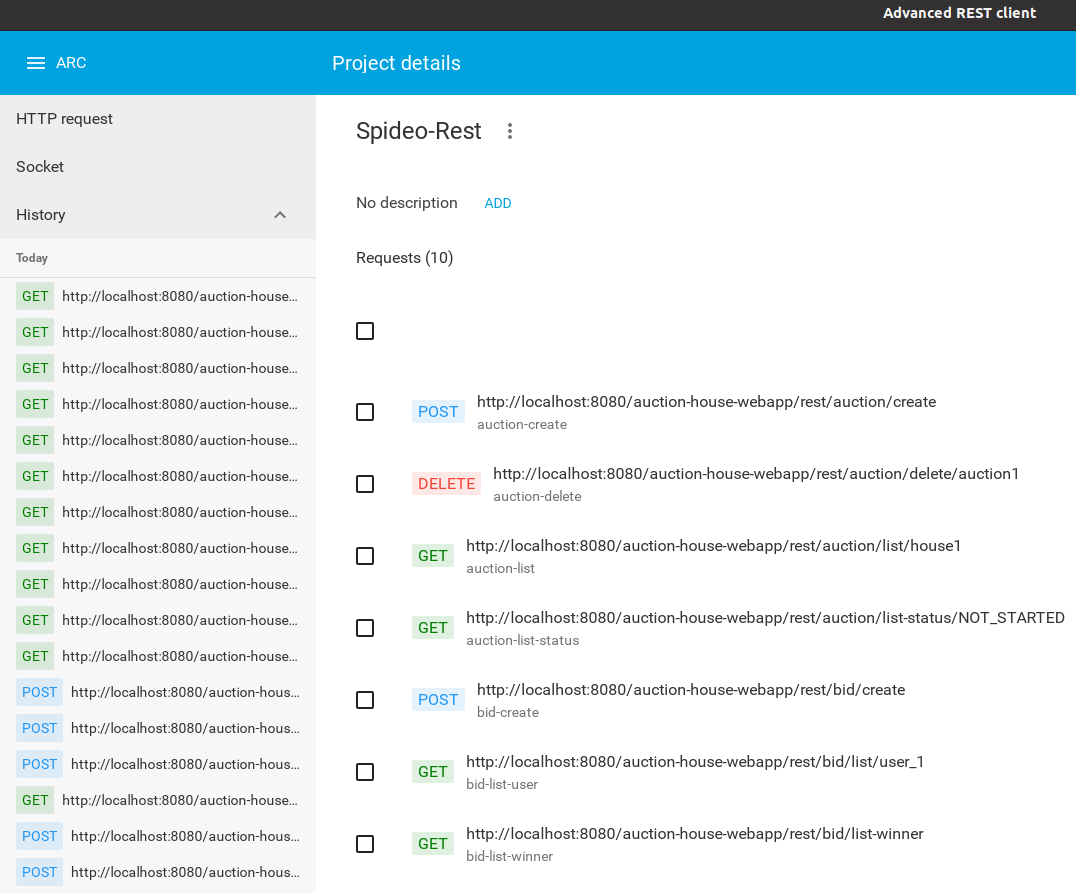 Advanced REST client
ARC
Project details
HTTP request
Socket
History
Today
GET http://localhost:8080/auction-house…
GET http://localhost:8080/auction-house…
GET http://localhost:8080/auction-house…
GET http://localhost:8080/auction-house…
GET http://localhost:8080/auction-house…
GET http://localhost:8080/auction-house…
GET http://localhost:8080/auction-house…
GET http://localhost:8080/auction-house…
GET http://localhost:8080/auction-house…
GET http://localhost:8080/auction-house…
GET http://localhost:8080/auction-house…
POST http://localhost:8080/auction-hous…
POST http://localhost:8080/auction-hous…
POST http://localhost:8080/auction-hous…
GET http://localhost:8080/auction-house…
POST http://localhost:8080/auction-hous…
POST http://localhost:8080/auction-hous…
Spideo-Rest
No description ADD
Requests (10)
POST http://localhost:8080/auction-house-webapp/rest/auction/create
auction-create
DELETE http://localhost:8080/auction-house-webapp/rest/auction/delete/auction1
auction-delete
GET http://localhost:8080/auction-house-webapp/rest/auction/list/house1
auction-list
GET http://localhost:8080/auction-house-webapp/rest/auction/list-status/NOT_STARTED
auction-list-status
POST http://localhost:8080/auction-house-webapp/rest/bid/create
bid-create
GET http://localhost:8080/auction-house-webapp/rest/bid/list/user_1
bid-list-user
GET http://localhost:8080/auction-house-webapp/rest/bid/list-winner
bid-list-winner